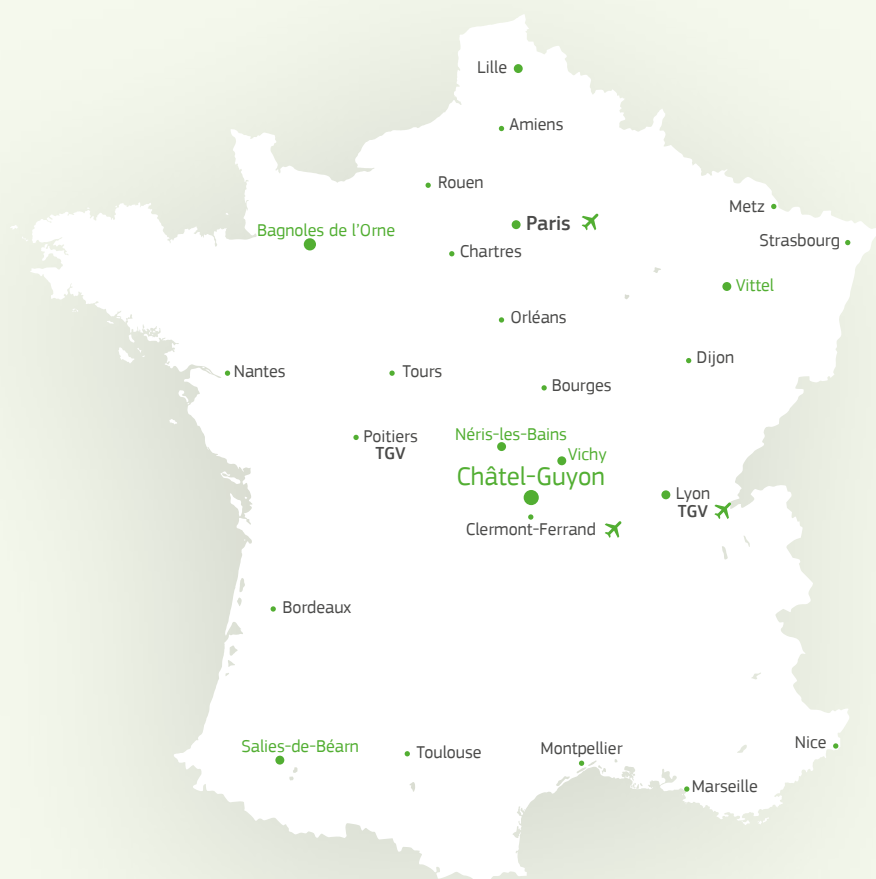 Lille
Amiens
Rouen
Paris
Metz
Bagnoles de l'Orne
Strasbourg
Chartres
Vittel
Orléans
Dijon
Nantes
Tours
Bourges
Poitiers
TGV
Néris-les-Bains
Vichy
Châtel-Guyon
Lyon
TGV
Clermont-Ferrand
Bordeaux
Salies-de-Béarn
Toulouse
Montpellier
Nice
Marseille